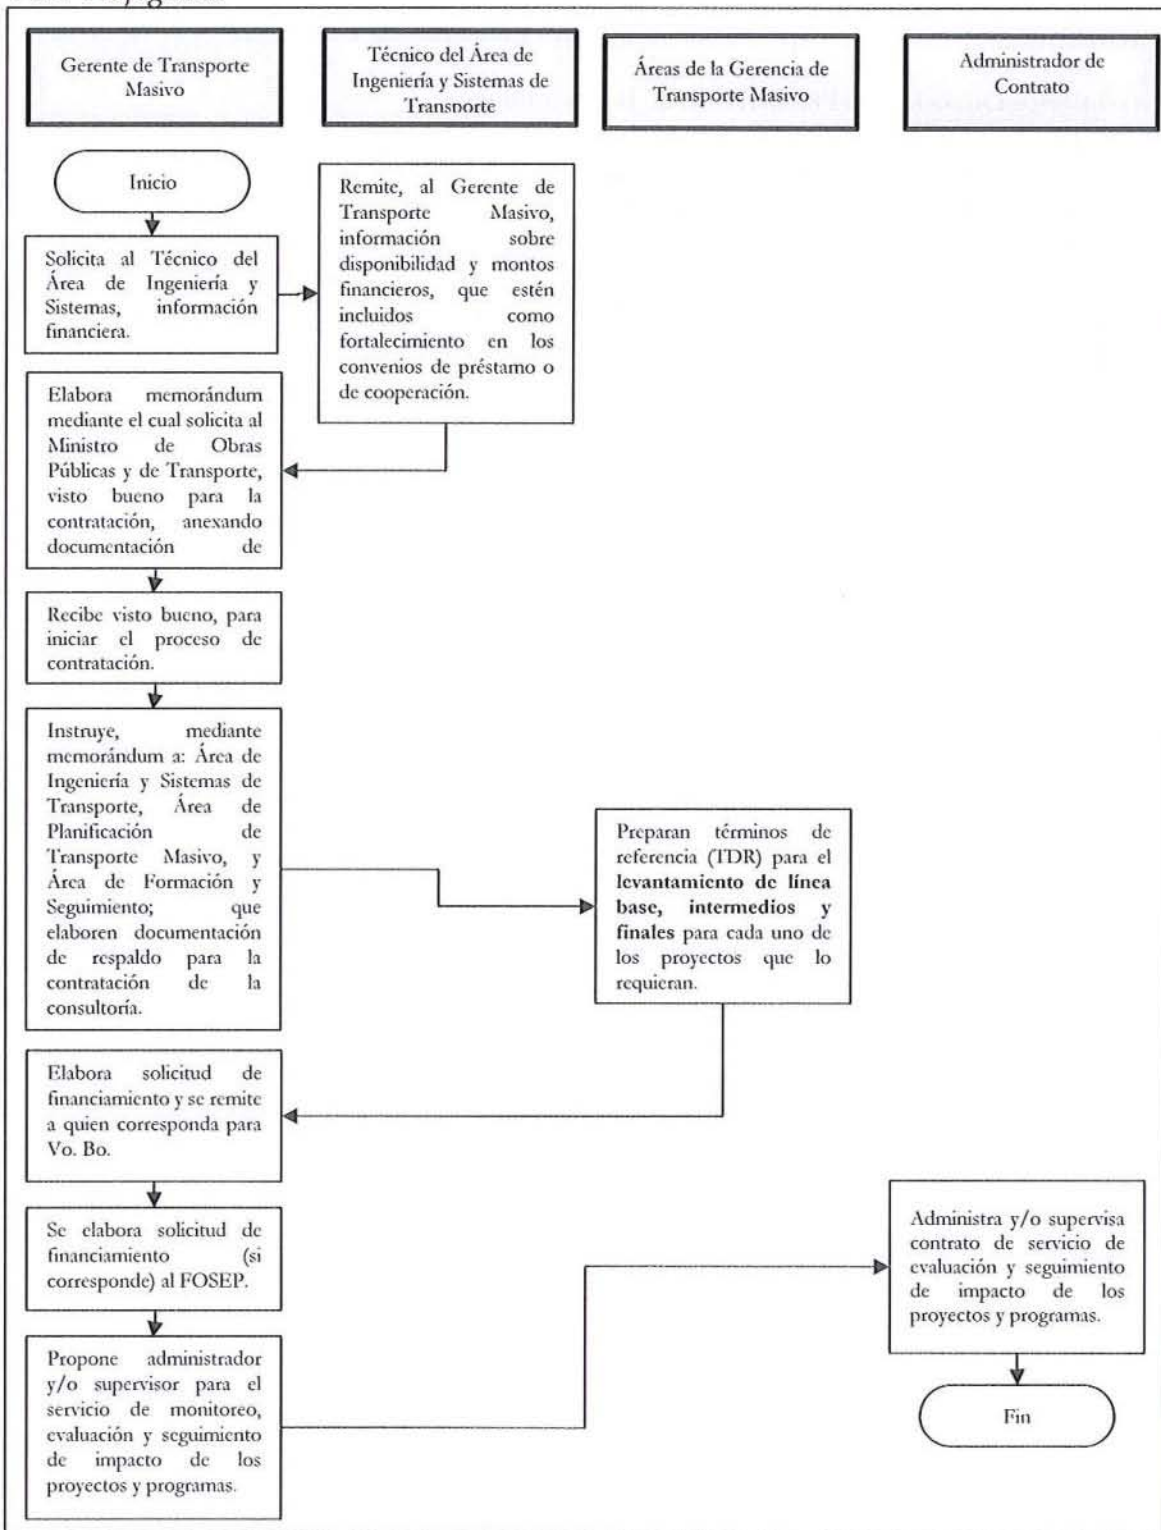 Gerente de Transporte
Masivo
Técnico del Área de
Ingeniería y Sistemas de
Transporte
Áreas de la Gerencia de
Transporte Masivo
Administrador de
Contrato
Inicio
Solicita al Técnico del
Área de Ingeniería y
Sistemas, información
financiera.
Remite, al Gerente de
Transporte Masivo,
información sobre
disponibilidad y montos
financieros, que estén
incluidos como
fortalecimiento en los
convenios de préstamo o
de cooperación.
Elabora memorándum
mediante el cual solicita al
Ministro de Obras
Públicas y de Transporte,
visto bueno para la
contratación, anexando
documentación de
Recibe visto bueno, para
iniciar el proceso de
contratación.
Instruye, mediante
memorándum a: Área de
Ingeniería y Sistemas de
Transporte, Área de
Planificación de
Transporte Masivo, y
Área de Formación y
Seguimiento; que
elaboren documentación
de respaldo para la
contratación de la
consultoría.
Preparan términos de
referencia (TDR) para el
levantamiento de línea
base, intermedios y
finales para cada uno de
los proyectos que lo
requieran.
Elabora solicitud de
financiamiento y se remite
a quien corresponda para
Vo. Bo.
Se elabora solicitud de
financiamiento (si
corresponde) al FOSEP.
Propone administrador
y/o supervisor para el
servicio de monitoreo,
evaluación y seguimiento
de impacto de los
proyectos y programas.
Administra y/o supervisa
contrato de servicio de
evaluación y seguimiento
de impacto de los
proyectos y programas.
Fin